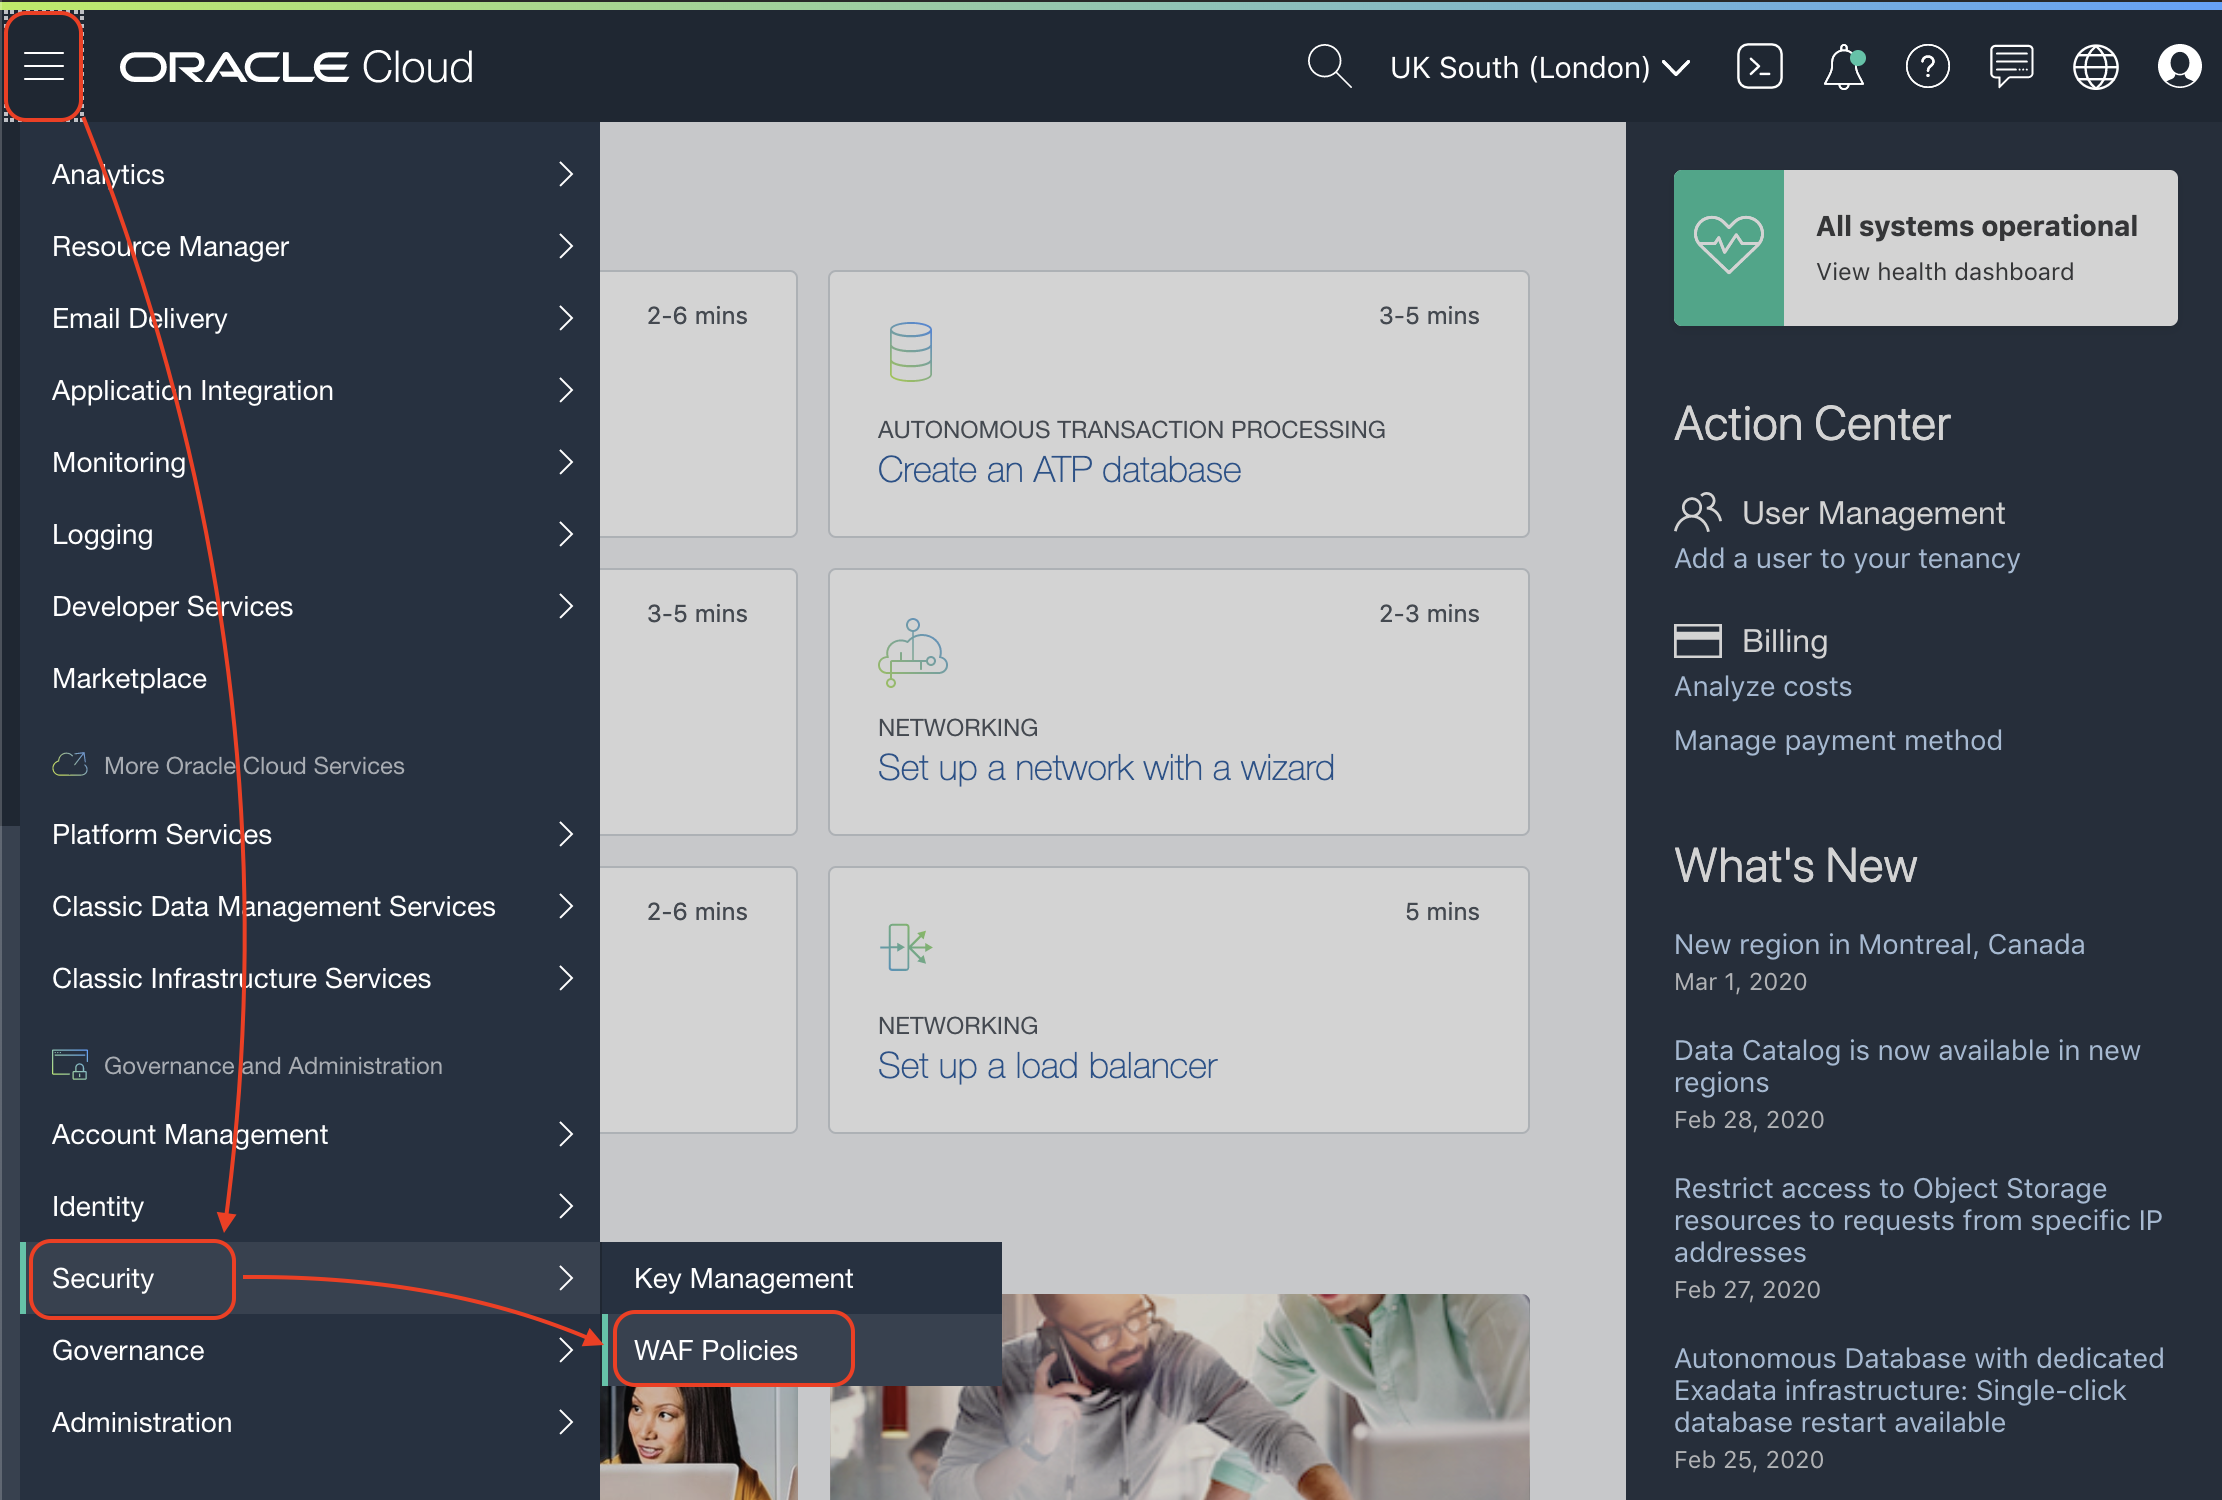 ORACLE Cloud
UK South (London)
Analytics
Resource Manager
Email Delivery
Application Integration
Monitoring
Logging
Developer Services
Marketplace
More Oracle Cloud Services
Platform Services
Classic Data Management Services
Classic Infrastructure Services
Governance and Administration
Account Management
Identity
Security
Governance
Administration
Key Management
WAF Policies
2-6 mins
3-5 mins
AUTONOMOUS TRANSACTION PROCESSING
Create an ATP database
3-5 mins
2-3 mins
NETWORKING
Set up a network with a wizard
2-6 mins
5 mins
NETWORKING
Set up a load balancer
All systems operational
View health dashboard
Action Center
User Management
Add a user to your tenancy
Billing
Analyze costs
Manage payment method
What's New
New region in Montreal, Canada
Mar 1, 2020
Data Catalog is now available in new
regions
Feb 28, 2020
Restrict access to Object Storage
resources to requests from specific IP
addresses
Feb 27, 2020
Autonomous Database with dedicated
Exadata infrastructure: Single-click
database restart available
Feb 25, 2020